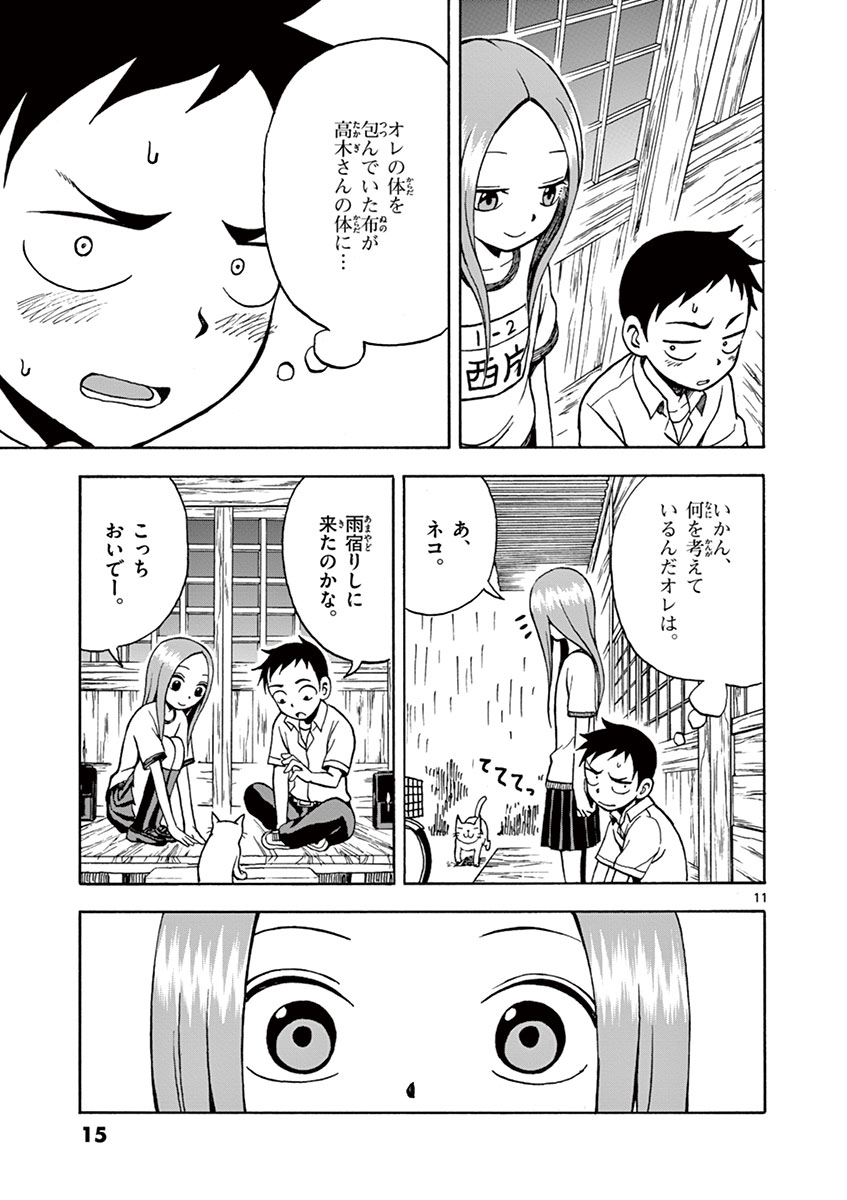 1-2
西片
オレの体を
包んでいた布が
高木さんの体に…
いかん、
何を考えて
いるんだオレは。
あ、
ネコ。
てててっ
雨宿りしに
来たのかな。
こっち
おいでー。
11
15